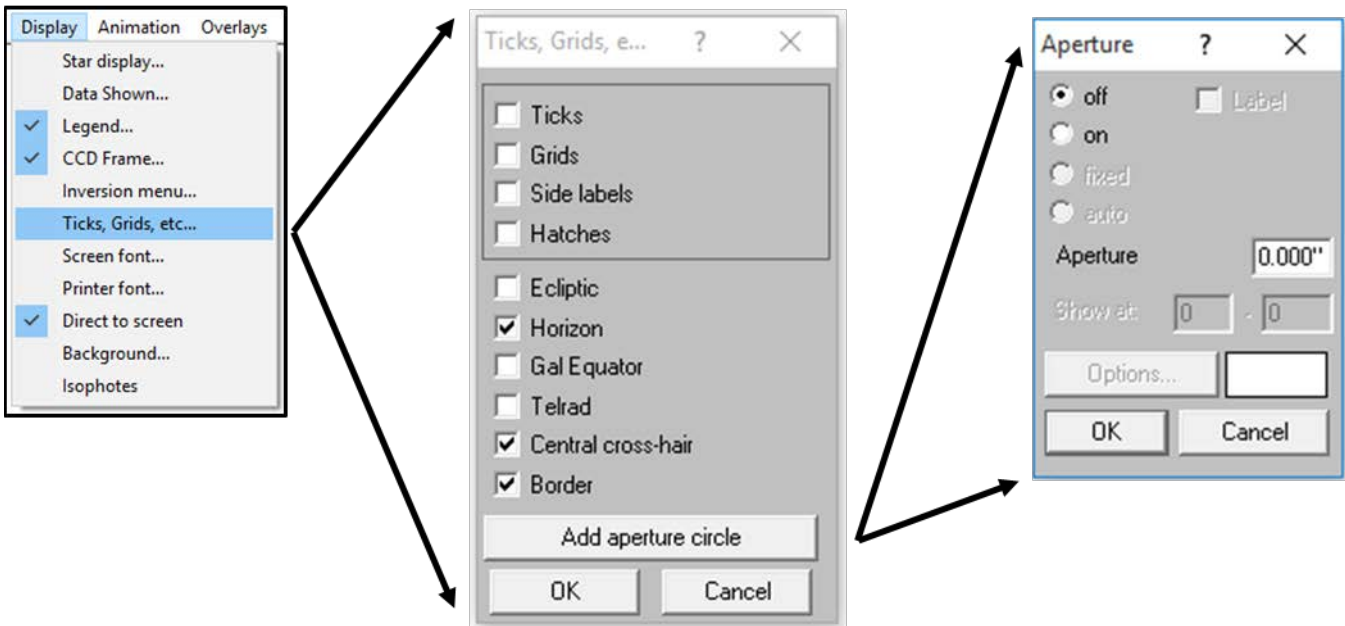 Display Animation Overlays
Star display...
Data Shown...
Legend...
CCD Frame...
Inversion menu...
Ticks, Grids, etc...
Screen font...
Printer font...
Direct to screen
Background...
Isophotes
Ticks, Grids, e... ?
Ticks
Grids
Side labels
Hatches
Ecliptic
Horizon
Gal Equator
Telrad
Central cross-hair
Border
Add aperture circle
OK Cancel
Aperture ?
off Label
on
fixed
auto
Aperture 0.000"
Show at: 0 - 0
Options...
OK Cancel